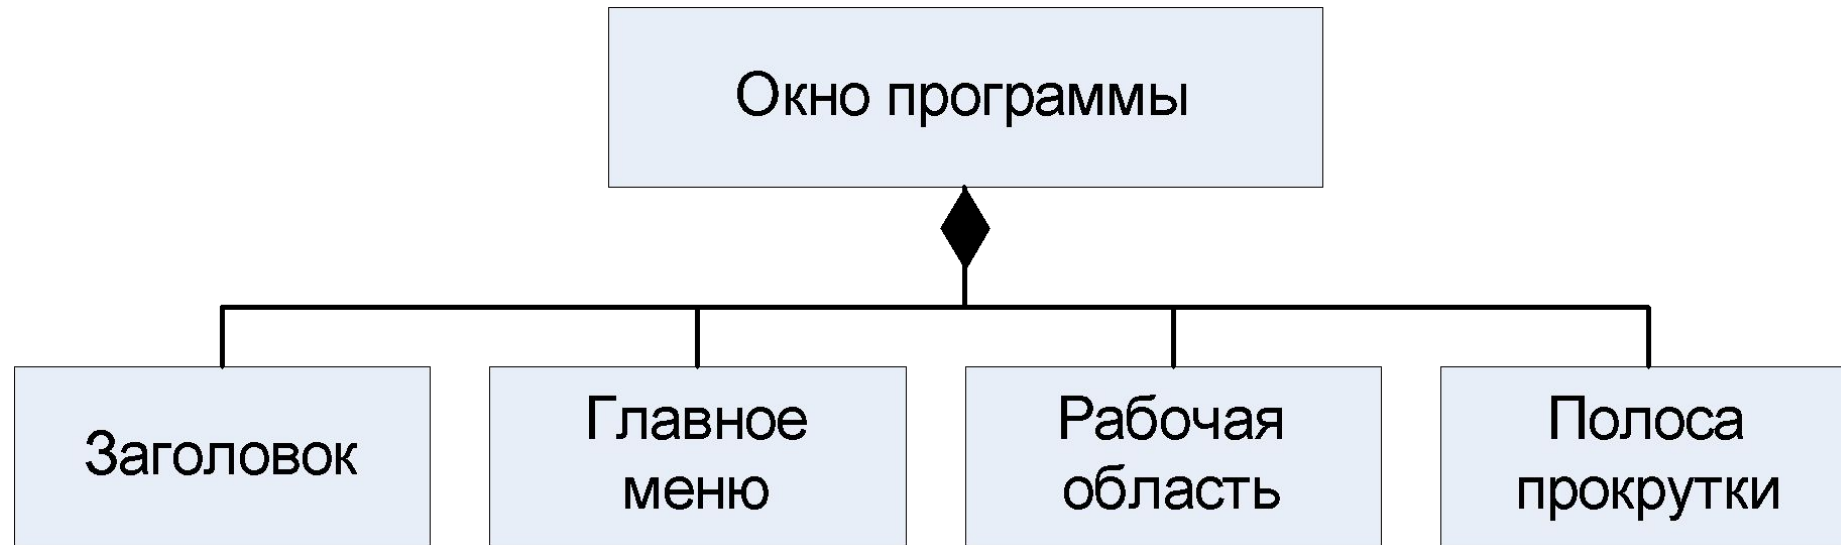 Окно программы
Заголовок
Главное
меню
Рабочая
область
Полоса
прокрутки